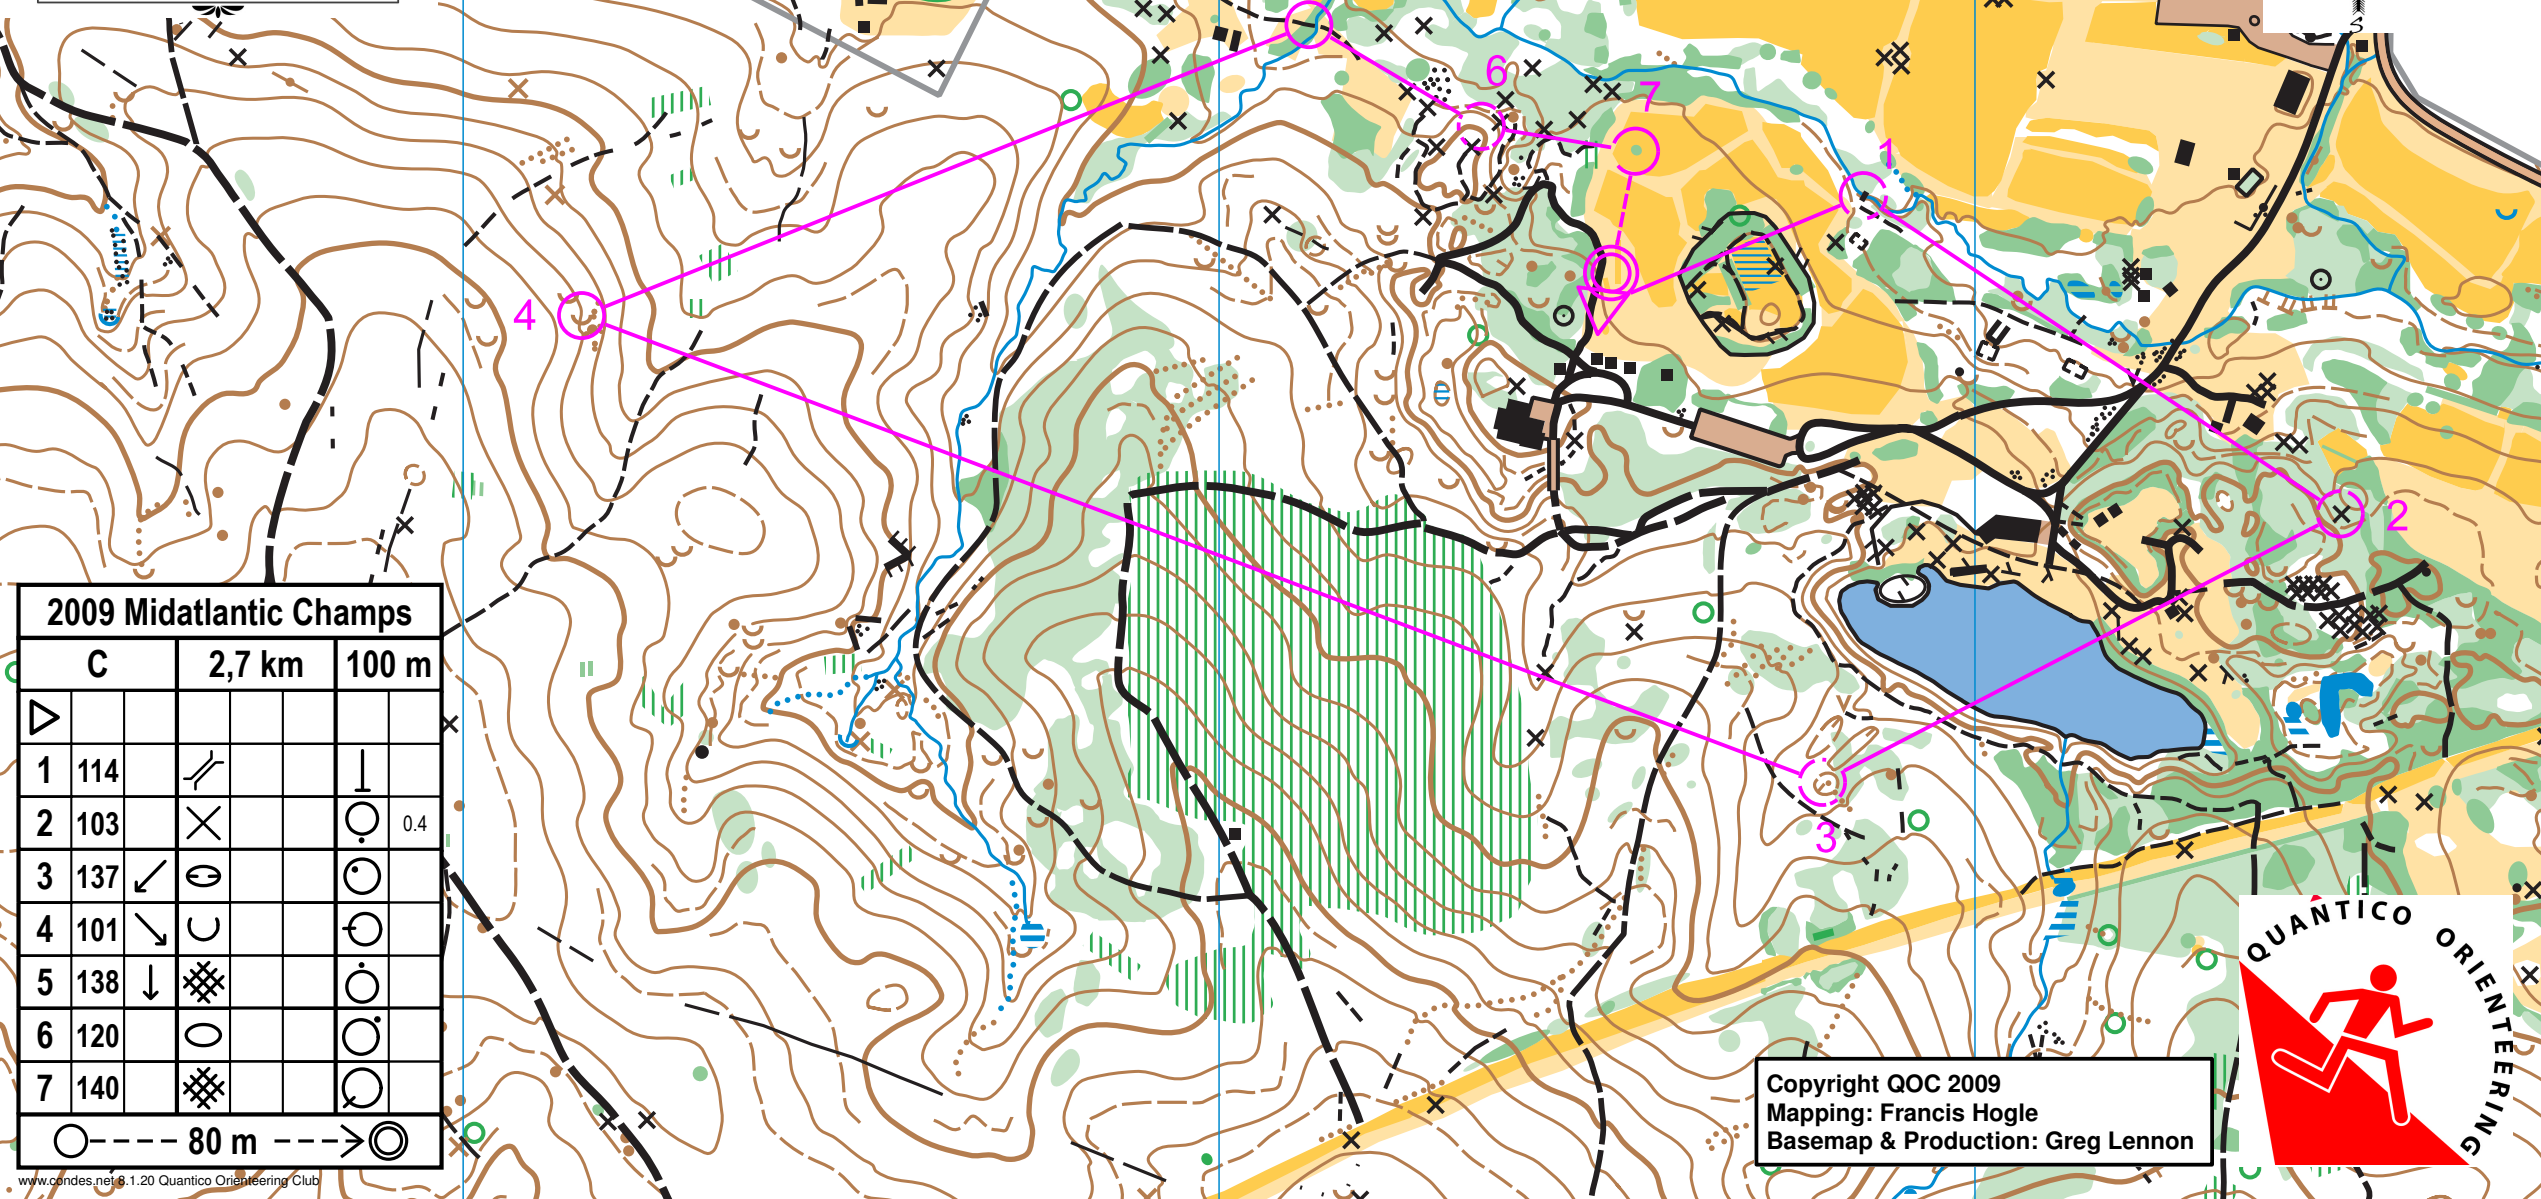 6
7
1
4
2
3
2009 Midatlantic Champs
C 2,7 km 100 m
1 114
2 103 0.4
3 137
4 101
5 138
6 120
7 140
80 m
www.condes.net 8.1.20 Quantico Orienteering Club
Copyright QOC 2009
Mapping: Francis Hogle
Basemap & Production: Greg Lennon
QUANTICO ORIENTEERING